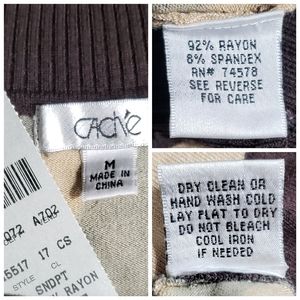 CACHÉ
M
MADE IN
CHINA
072 A702
5517 17 CS
STYLE CL
SNDPT
RAYON
92% RAYON
8% SPANDEX
RN# 74578
SEE REVERSE
FOR CARE
DRY CLEAN OR
HAND WASH COLD
LAY FLAT TO DRY
DO NOT BLEACH
COOL IRON
IF NEEDED